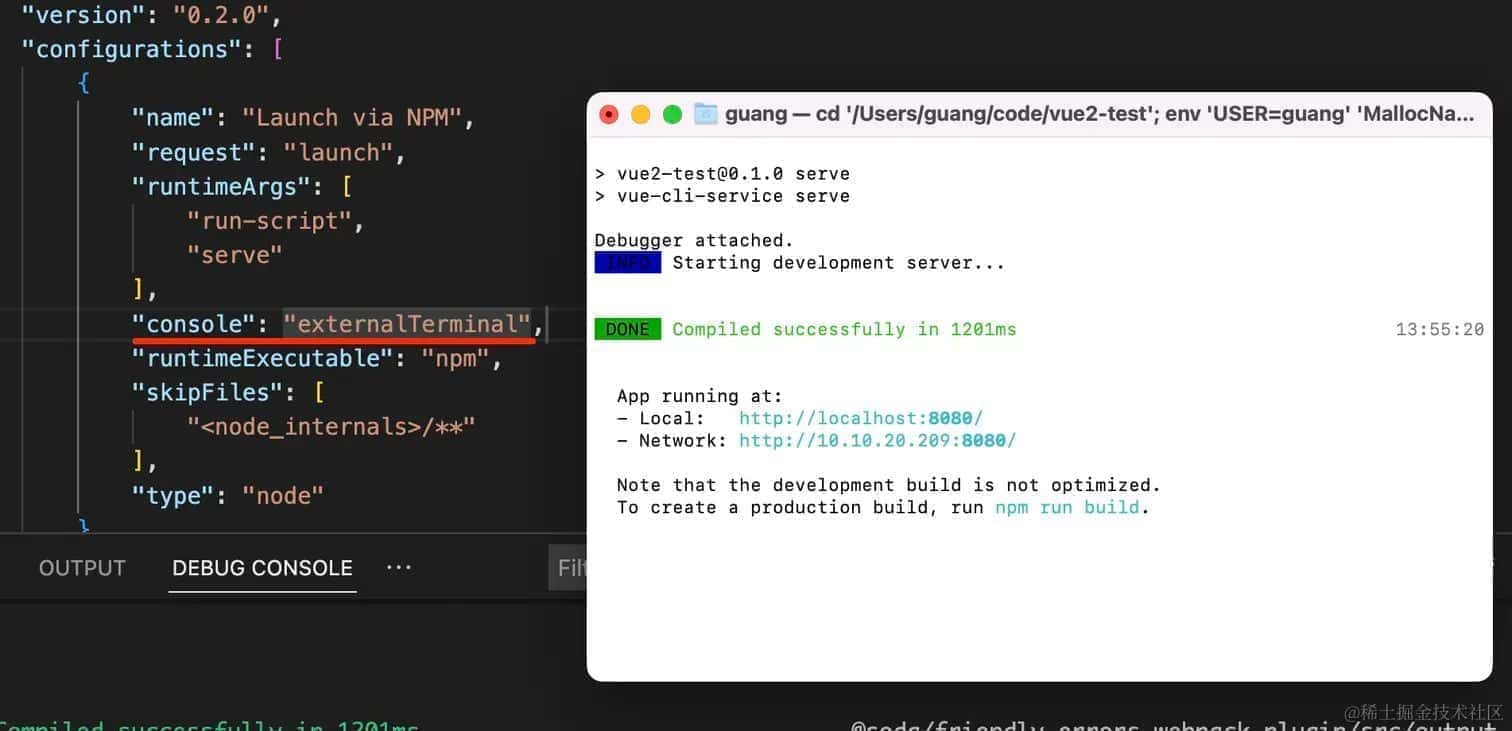 "version": "0.2.0",
"configurations": [
{
"name": "Launch via NPM",
"request": "launch",
"runtimeArgs": [
"run-script",
"serve"
],
"console": "externalTerminal",
"runtimeExecutable": "npm",
"skipFiles": [
"<node_internals>/**"
],
"type": "node"
}
OUTPUT DEBUG CONSOLE ··· Filt
guang — cd '/Users/guang/code/vue2-test'; env 'USER=guang' 'MallocNa...
> vue2-test@0.1.0 serve
> vue-cli-service serve
Debugger attached.
INFO Starting development server...
DONE Compiled successfully in 1201ms 13:55:20
App running at:
- Local: http://localhost:8080/
- Network: http://10.10.20.209:8080/
Note that the development build is not optimized.
To create a production build, run npm run build.
Compiled successfully in 1201ms @soda/friendly-errors-webpack-plugin/src/output
@稀土掘金技术社区